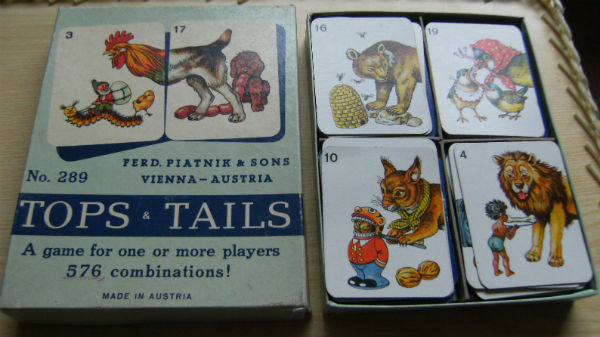 3
17
FERD. PIATNIK & SONS
VIENNA – AUSTRIA
No. 289
TOPS & TAILS
A game for one or more players
576 combinations!
MADE IN AUSTRIA
16
19
10
4